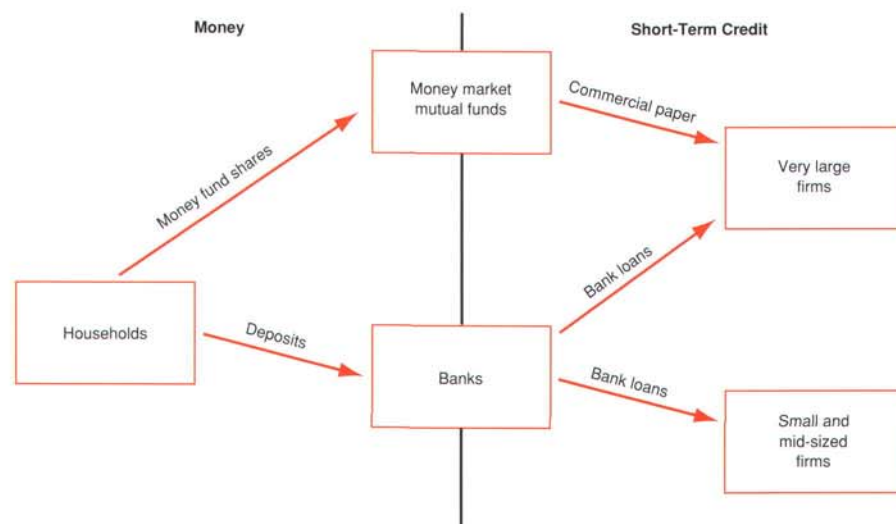 Money
Short-Term Credit
Money market
mutual funds
Commercial paper
Very large
firms
Money fund shares
Bank loans
Households
Deposits
Banks
Bank loans
Small and
mid-sized
firms